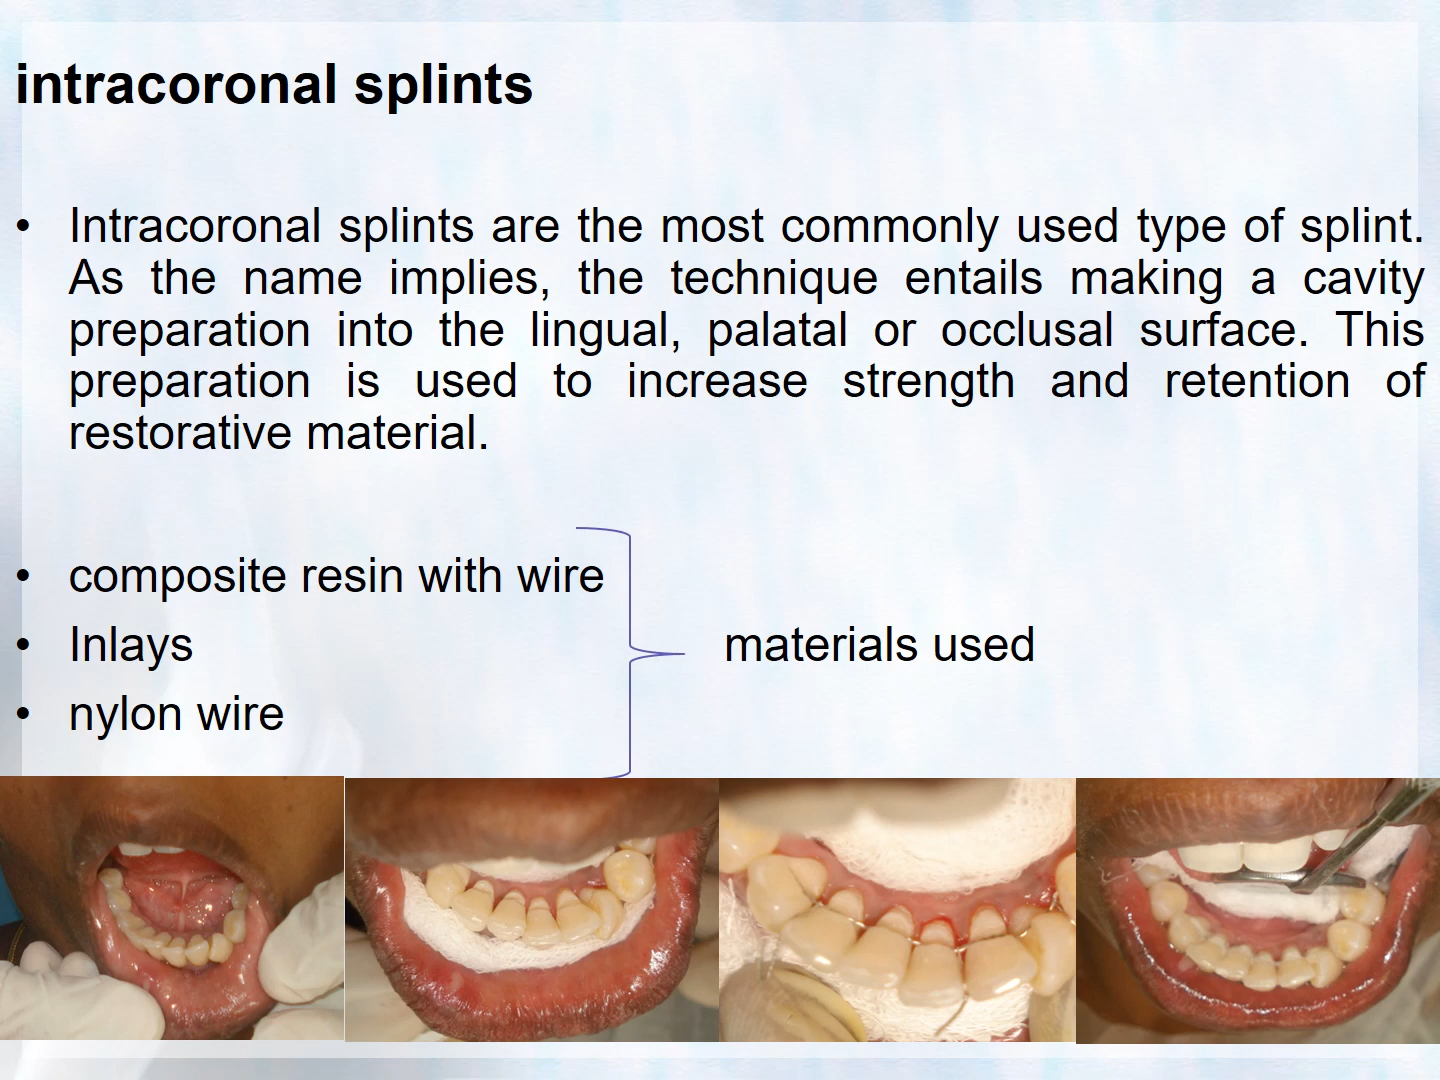 intracoronal splints
• Intracoronal splints are the most commonly used type of splint.
As the name implies, the technique entails making a cavity
preparation into the lingual, palatal or occlusal surface. This
preparation is used to increase strength and retention of
restorative material.
• composite resin with wire
• Inlays
materials used
• nylon wire